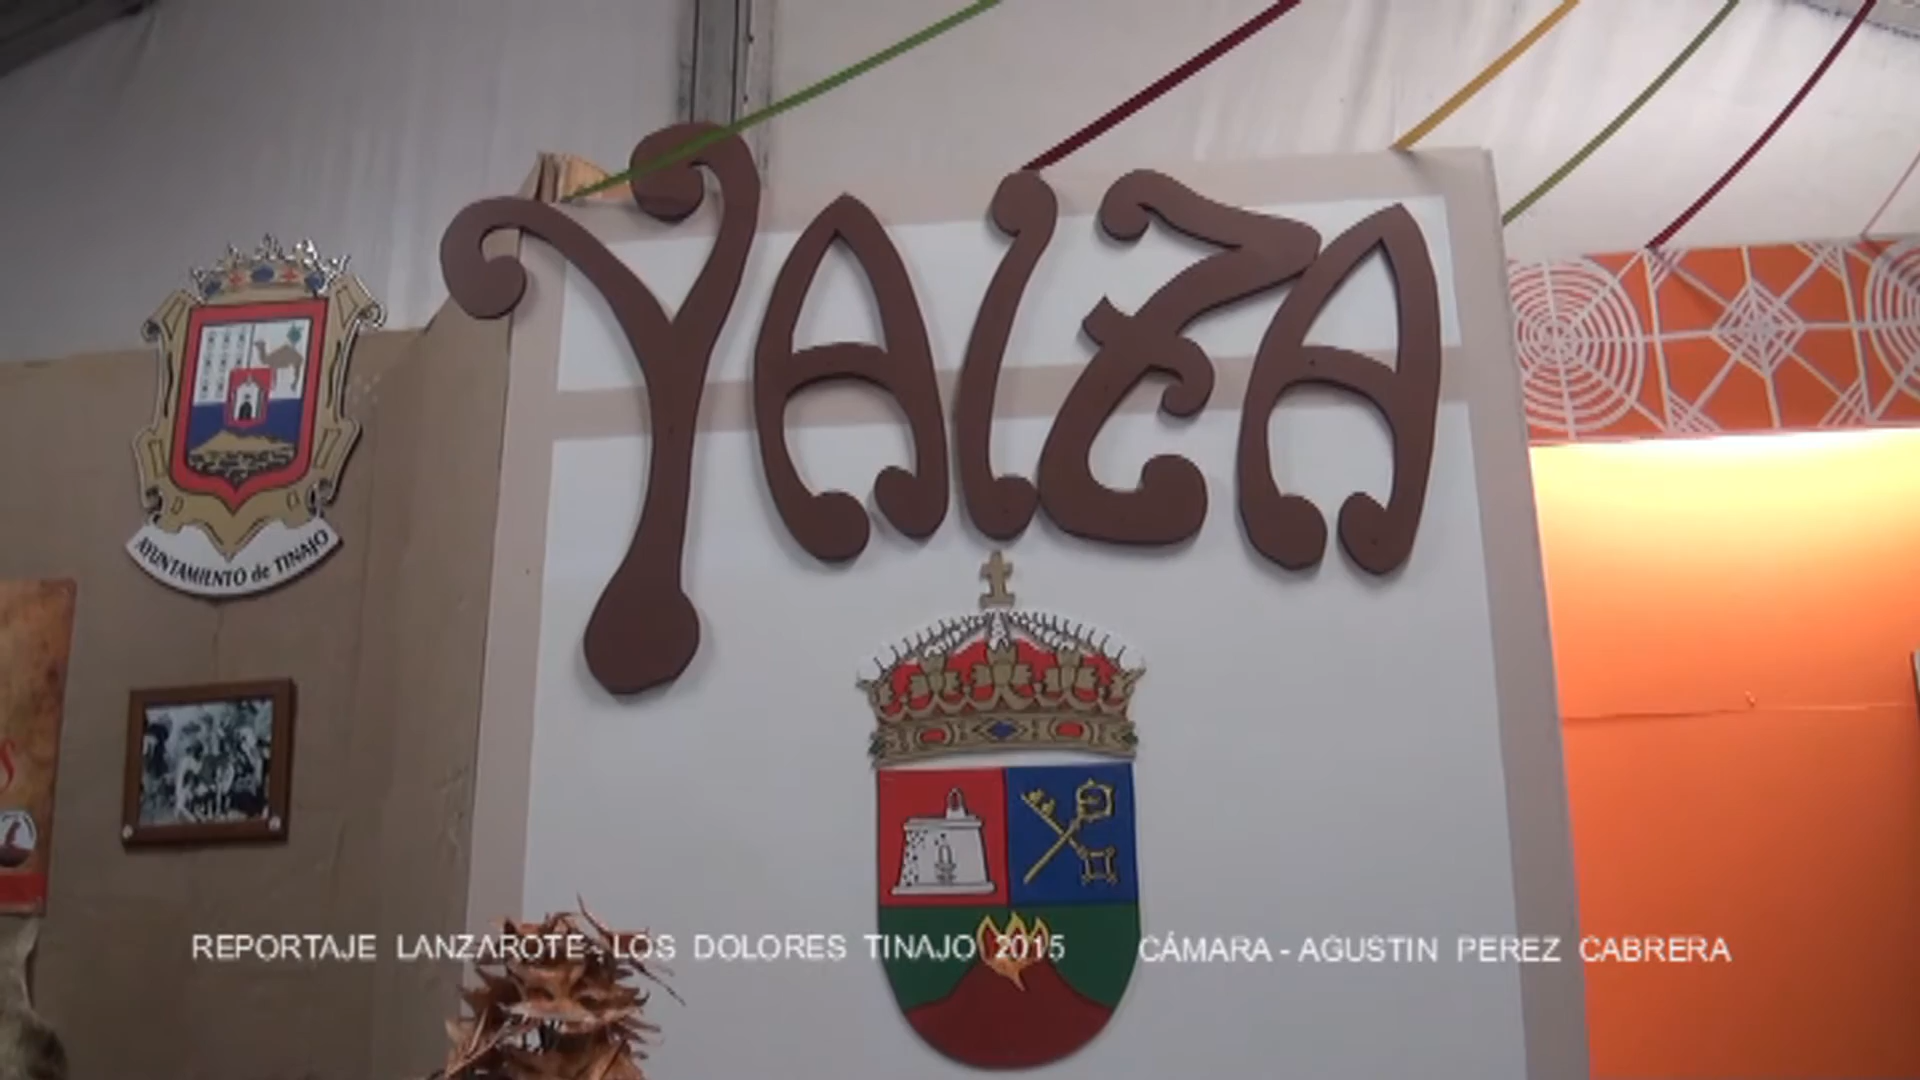 YAIZA
AYUNTAMIENTO de TINAJO
REPORTAJE LANZAROTE - LOS DOLORES TINAJO 2015 CÁMARA - AGUSTIN PEREZ CABRERA